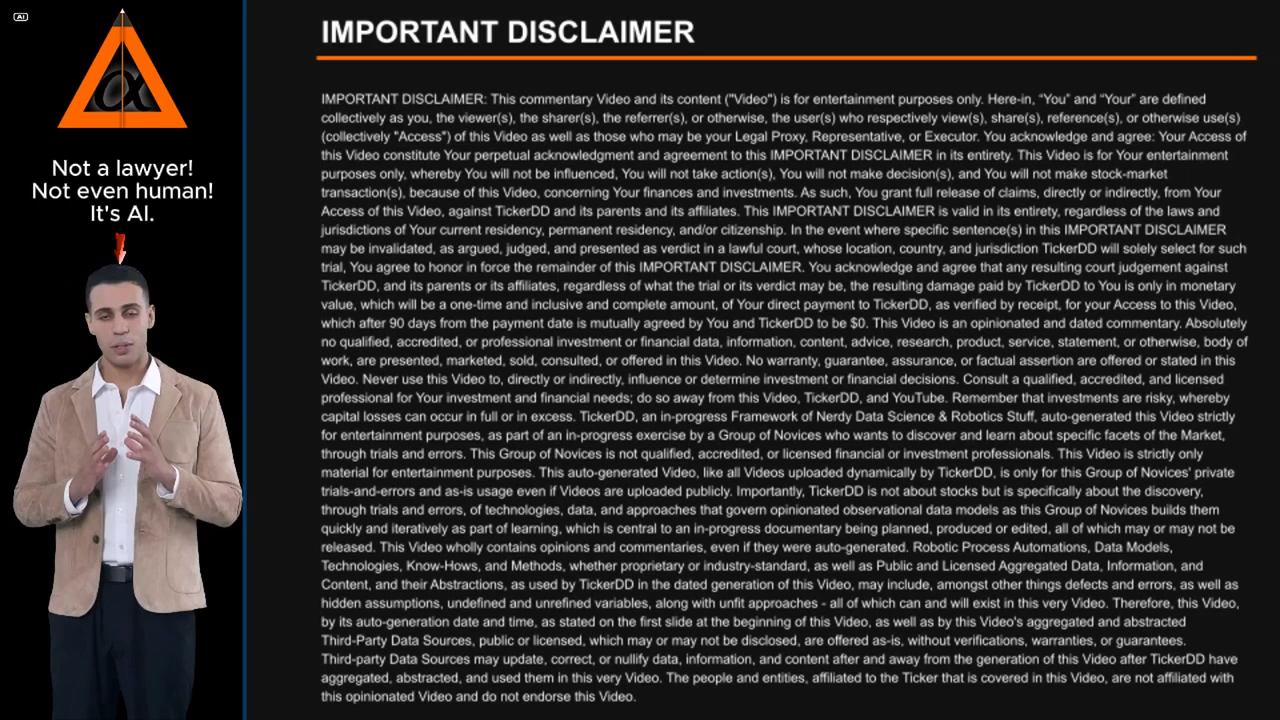 AI
α
Not a lawyer!
Not even human!
It's AI.
IMPORTANT DISCLAIMER
IMPORTANT DISCLAIMER: This commentary Video and its content ("Video") is for entertainment purposes only. Here-in, “You” and “Your” are defined
collectively as you, the viewer(s), the sharer(s), the referrer(s), or otherwise, the user(s) who respectively view(s), share(s), reference(s), or otherwise use(s)
(collectively "Access") of this Video as well as those who may be your Legal Proxy, Representative, or Executor. You acknowledge and agree: Your Access of
this Video constitute Your perpetual acknowledgment and agreement to this IMPORTANT DISCLAIMER in its entirety. This Video is for Your entertainment
purposes only, whereby You will not be influenced, You will not take action(s), You will not make decision(s), and You will not make stock-market
transaction(s), because of this Video, concerning Your finances and investments. As such, You grant full release of claims, directly or indirectly, from Your
Access of this Video, against TickerDD and its parents and its affiliates. This IMPORTANT DISCLAIMER is valid in its entirety, regardless of the laws and
jurisdictions of Your current residency, permanent residency, and/or citizenship. In the event where specific sentence(s) in this IMPORTANT DISCLAIMER
may be invalidated, as argued, judged, and presented as verdict in a lawful court, whose location, country, and jurisdiction TickerDD will solely select for such
trial, You agree to honor in force the remainder of this IMPORTANT DISCLAIMER. You acknowledge and agree that any resulting court judgement against
TickerDD, and its parents or its affiliates, regardless of what the trial or its verdict may be, the resulting damage paid by TickerDD to You is only in monetary
value, which will be a one-time and inclusive and complete amount, of Your direct payment to TickerDD, as verified by receipt, for your Access to this Video,
which after 90 days from the payment date is mutually agreed by You and TickerDD to be $0. This Video is an opinionated and dated commentary. Absolutely
no qualified, accredited, or professional investment or financial data, information, content, advice, research, product, service, statement, or otherwise, body of
work, are presented, marketed, sold, consulted, or offered in this Video. No warranty, guarantee, assurance, or factual assertion are offered or stated in this
Video. Never use this Video to, directly or indirectly, influence or determine investment or financial decisions. Consult a qualified, accredited, and licensed
professional for Your investment and financial needs; do so away from this Video, TickerDD, and YouTube. Remember that investments are risky, whereby
capital losses can occur in full or in excess. TickerDD, an in-progress Framework of Nerdy Data Science & Robotics Stuff, auto-generated this Video strictly
for entertainment purposes, as part of an in-progress exercise by a Group of Novices who wants to discover and learn about specific facets of the Market,
through trials and errors. This Group of Novices is not qualified, accredited, or licensed financial or investment professionals. This Video is strictly only
material for entertainment purposes. This auto-generated Video, like all Videos uploaded dynamically by TickerDD, is only for this Group of Novices' private
trials-and-errors and as-is usage even if Videos are uploaded publicly. Importantly, TickerDD is not about stocks but is specifically about the discovery,
through trials and errors, of technologies, data, and approaches that govern opinionated observational data models as this Group of Novices builds them
quickly and iteratively as part of learning, which is central to an in-progress documentary being planned, produced or edited, all of which may or may not be
released. This Video wholly contains opinions and commentaries, even if they were auto-generated. Robotic Process Automations, Data Models,
Technologies, Know-Hows, and Methods, whether proprietary or industry-standard, as well as Public and Licensed Aggregated Data, Information, and
Content, and their Abstractions, as used by TickerDD in the dated generation of this Video, may include, amongst other things defects and errors, as well as
hidden assumptions, undefined and unrefined variables, along with unfit approaches - all of which can and will exist in this very Video. Therefore, this Video,
by its auto-generation date and time, as stated on the first slide at the beginning of this Video, as well as by this Video's aggregated and abstracted
Third-Party Data Sources, public or licensed, which may or may not be disclosed, are offered as-is, without verifications, warranties, or guarantees.
Third-party Data Sources may update, correct, or nullify data, information, and content after and away from the generation of this Video after TickerDD have
aggregated, abstracted, and used them in this very Video. The people and entities, affiliated to the Ticker that is covered in this Video, are not affiliated with
this opinionated Video and do not endorse this Video.